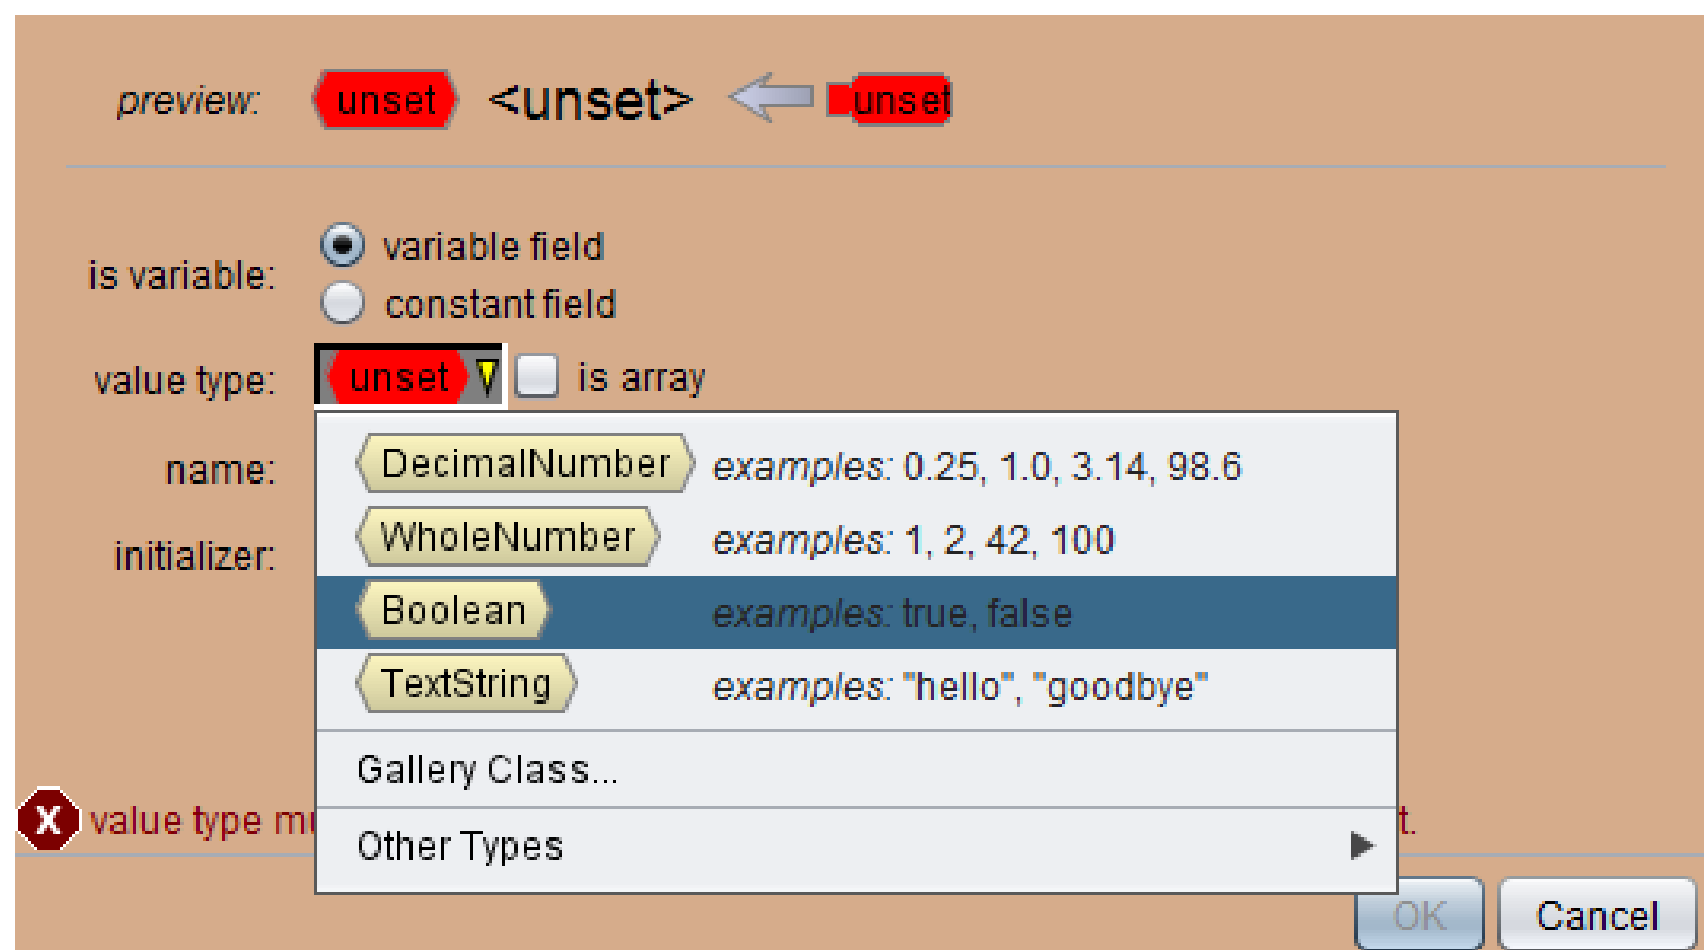 preview: unset <unset> unset
is variable: variable field
constant field
value type: unset is array
name:
initializer:
DecimalNumber examples: 0.25, 1.0, 3.14, 98.6
WholeNumber examples: 1, 2, 42, 100
Boolean examples: true, false
TextString examples: "hello", "goodbye"
Gallery Class...
Other Types
X value type
OK Cancel